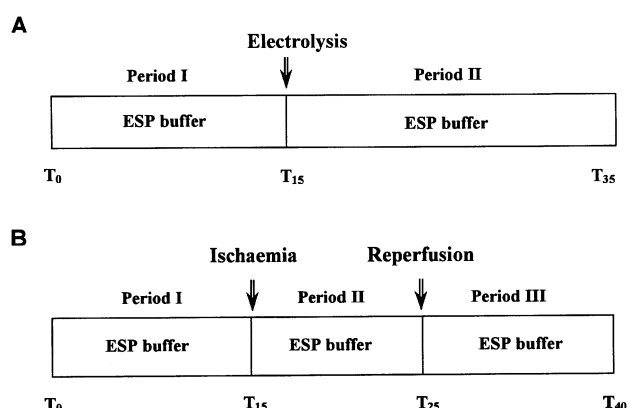 A
Electrolysis
Period I Period II
ESP buffer ESP buffer
T0 T15 T35
B
Ischaemia Reperfusion
Period I Period II Period III
ESP buffer ESP buffer ESP buffer
T0 T15 T25 T40